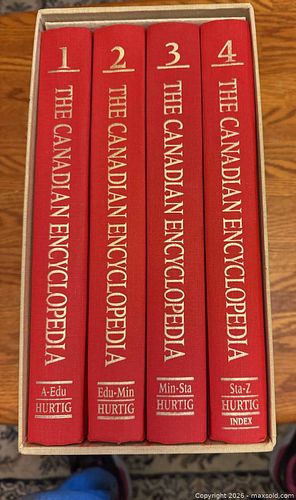 1
THE CANADIAN ENCYCLOPEDIA
A-Edu
HURTIG
2
THE CANADIAN ENCYCLOPEDIA
Edu-Min
HURTIG
3
THE CANADIAN ENCYCLOPEDIA
Min-Sta
HURTIG
4
THE CANADIAN ENCYCLOPEDIA
Sta-Z
HURTIG
INDEX
Copyright 2026 - maxsold.com